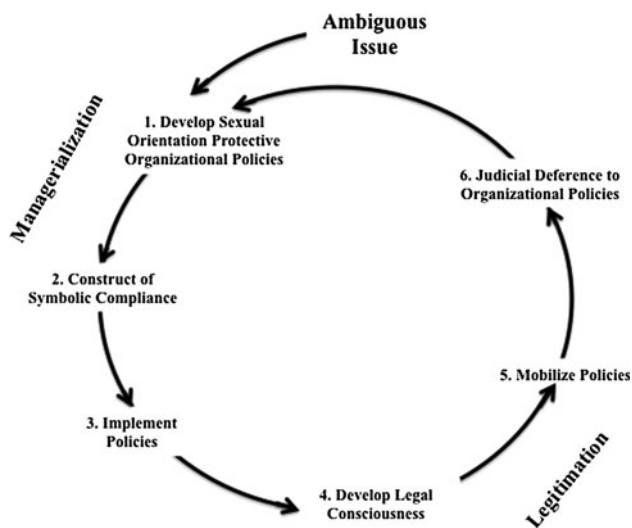 Ambiguous
Issue
Managerialization
1. Develop Sexual
Orientation Protective
Organizational Policies
2. Construct of
Symbolic Compliance
3. Implement
Policies
4. Develop Legal
Consciousness
5. Mobilize Policies
6. Judicial Deference to
Organizational Policies
Legitimation